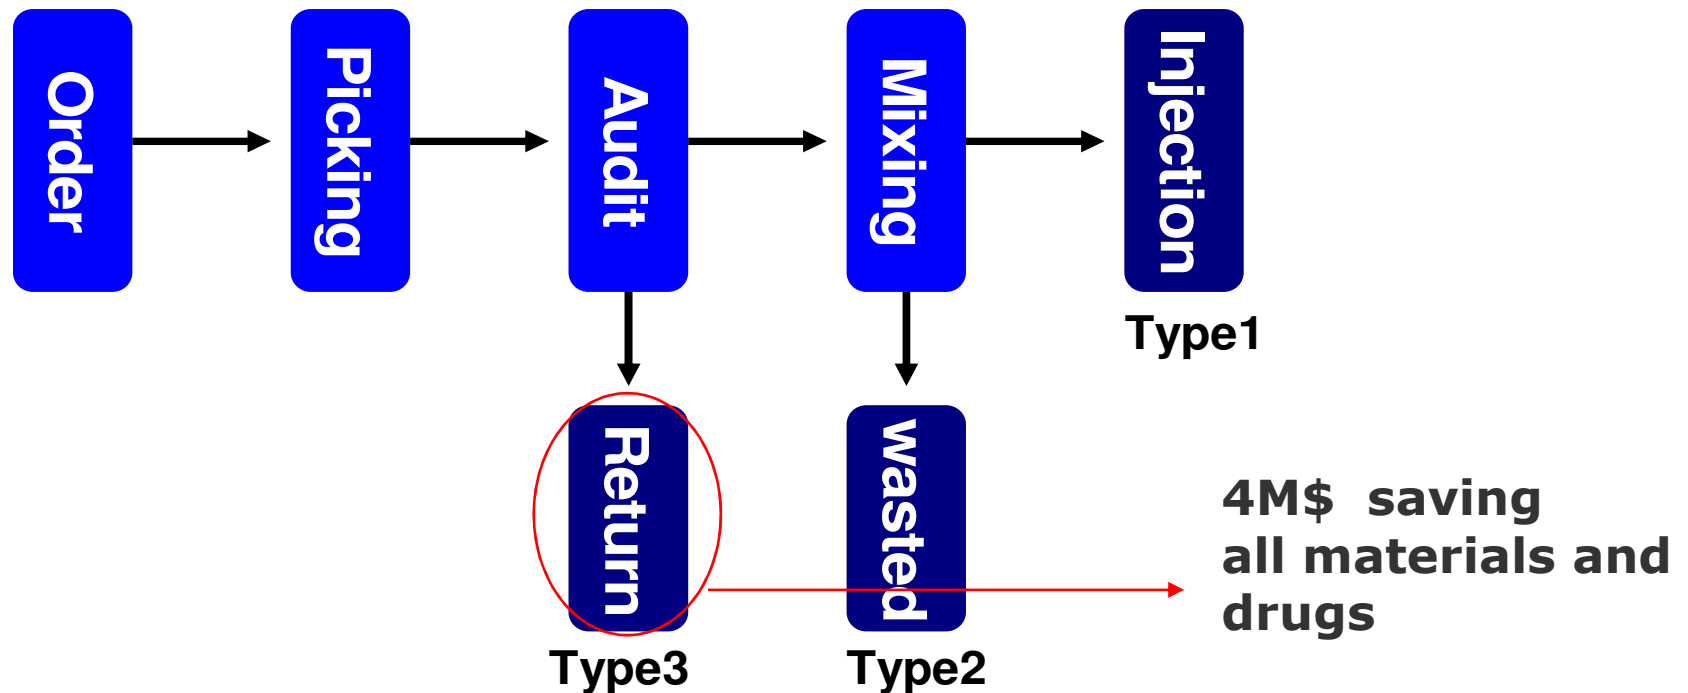 Order
Picking
Audit
Mixing
Injection
Type1
Return
wasted
4M$ saving
all materials and
drugs
Type3
Type2